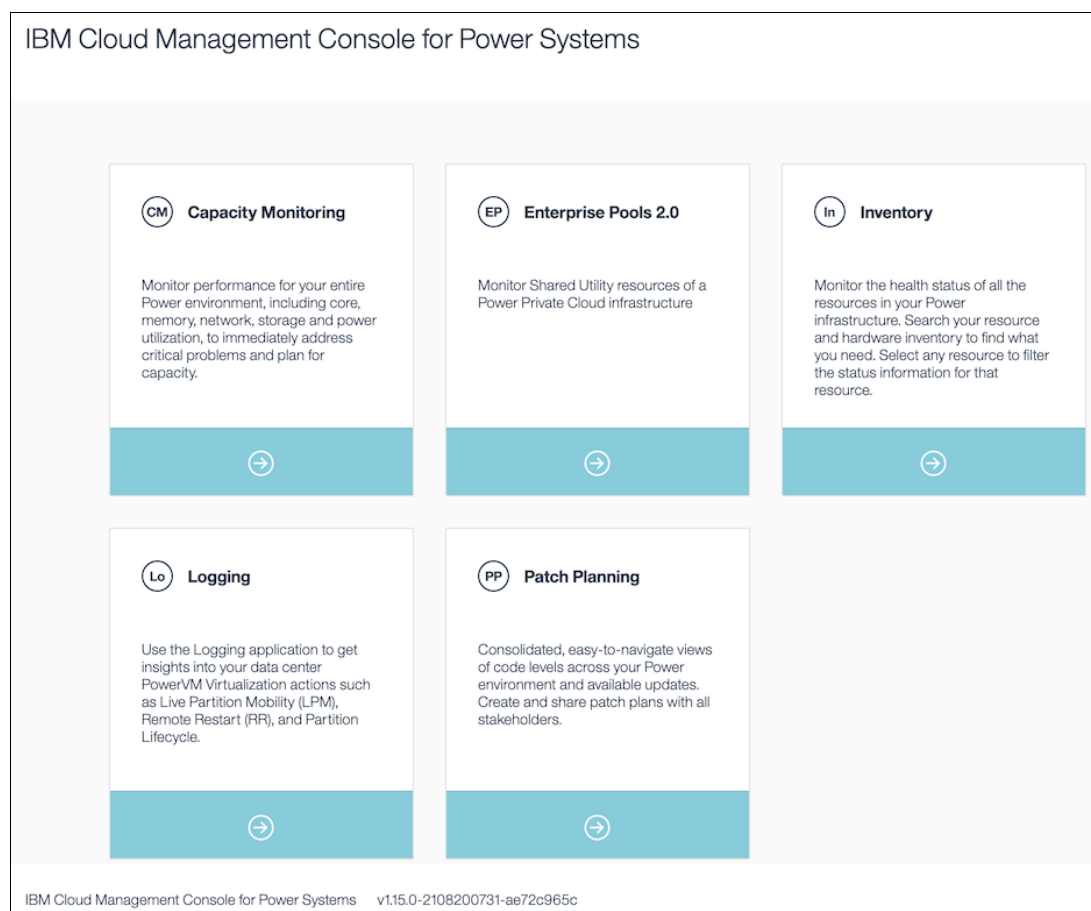 IBM Cloud Management Console for Power Systems
CM Capacity Monitoring
Monitor performance for your entire
Power environment, including core,
memory, network, storage and power
utilization, to immediately address
critical problems and plan for
capacity.
EP Enterprise Pools 2.0
Monitor Shared Utility resources of a
Power Private Cloud infrastructure
In Inventory
Monitor the health status of all the
resources in your Power
infrastructure. Search your resource
and hardware inventory to find what
you need. Select any resource to filter
the status information for that
resource.
Lo Logging
Use the Logging application to get
insights into your data center
PowerVM Virtualization actions such
as Live Partition Mobility (LPM),
Remote Restart (RR), and Partition
Lifecycle.
PP Patch Planning
Consolidated, easy-to-navigate views
of code levels across your Power
environment and available updates.
Create and share patch plans with all
stakeholders.
IBM Cloud Management Console for Power Systems v1.15.0-2108200731-ae72c965c